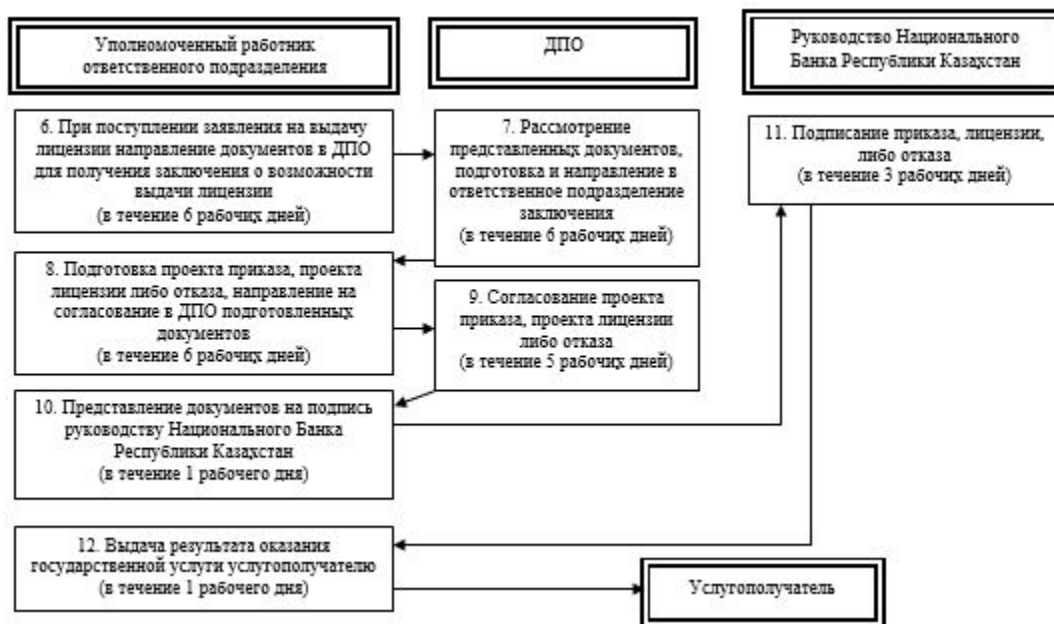 Уполномоченный работник
ответственного подразделения
ДПО
Руководство Национального
Банка Республики Казахстан
6. При поступлении заявления на выдачу
лицензии направление документов в ДПО
для получения заключения о возможности
выдачи лицензии
(в течение 6 рабочих дней)
7. Рассмотрение
представленных документов,
подготовка и направление в
ответственное подразделение
заключения
(в течение 6 рабочих дней)
11. Подписание приказа, лицензии,
либо отказа
(в течение 3 рабочих дней)
8. Подготовка проекта приказа, проекта
лицензии либо отказа, направление на
согласование в ДПО подготовленных
документов
(в течение 6 рабочих дней)
9. Согласование проекта
приказа, проекта лицензии
либо отказа
(в течение 5 рабочих дней)
10. Представление документов на подпись
руководству Национального Банка
Республики Казахстан
(в течение 1 рабочего дня)
12. Выдача результата оказания
государственной услуги услугополучателю
(в течение 1 рабочего дня)
Услугополучатель